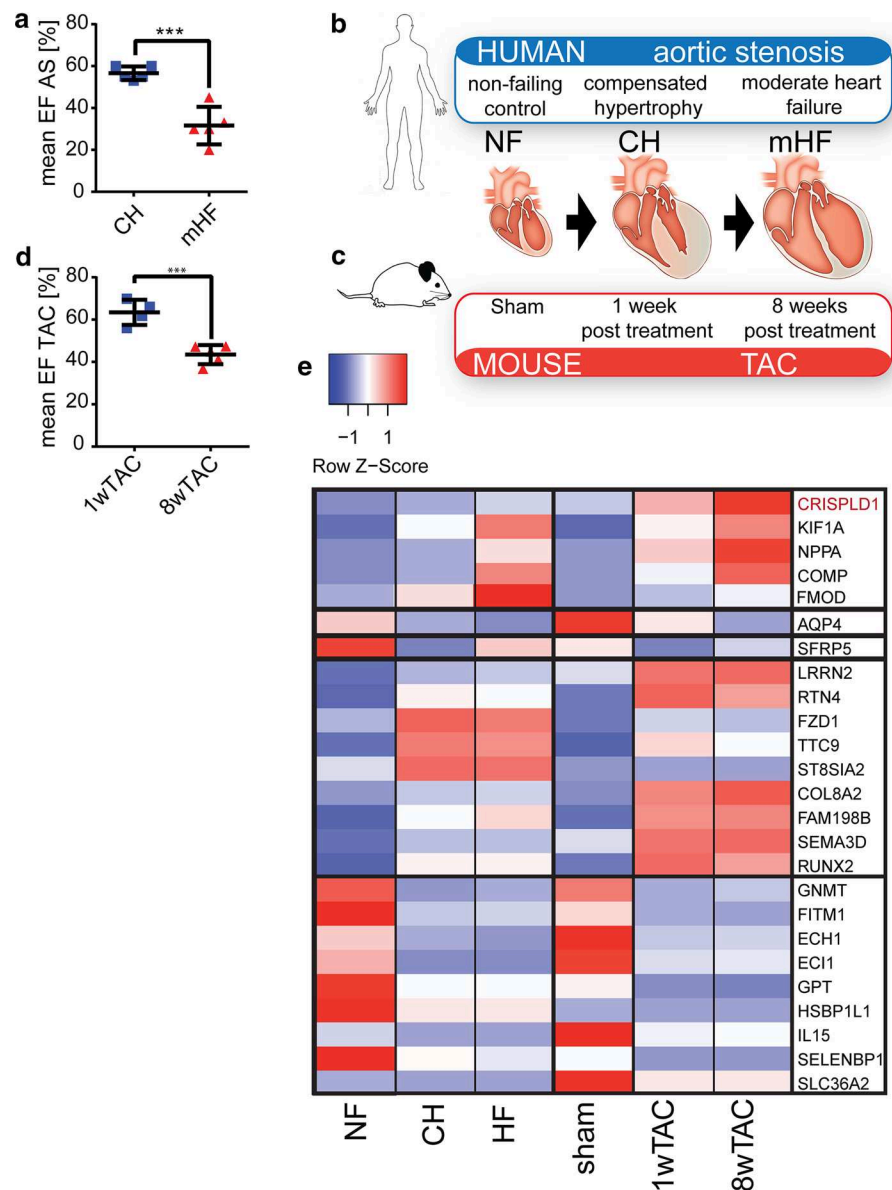 a
mean EF AS [%]
80
60
40
20
0
***
CH
mHF
b
HUMAN aortic stenosis
non-failing control
compensated hypertrophy
moderate heart failure
NF
CH
mHF
c
Sham
1 week post treatment
8 weeks post treatment
MOUSE TAC
d
mean EF TAC [%]
80
60
40
20
0
***
1wTAC
8wTAC
e
−1 1
Row Z−Score
CRISPLD1
KIF1A
NPPA
COMP
FMOD
AQP4
SFRP5
LRRN2
RTN4
FZD1
TTC9
ST8SIA2
COL8A2
FAM198B
SEMA3D
RUNX2
GNMT
FITM1
ECH1
ECI1
GPT
HSBP1L1
IL15
SELENBP1
SLC36A2
NF
CH
HF
sham
1wTAC
8wTAC